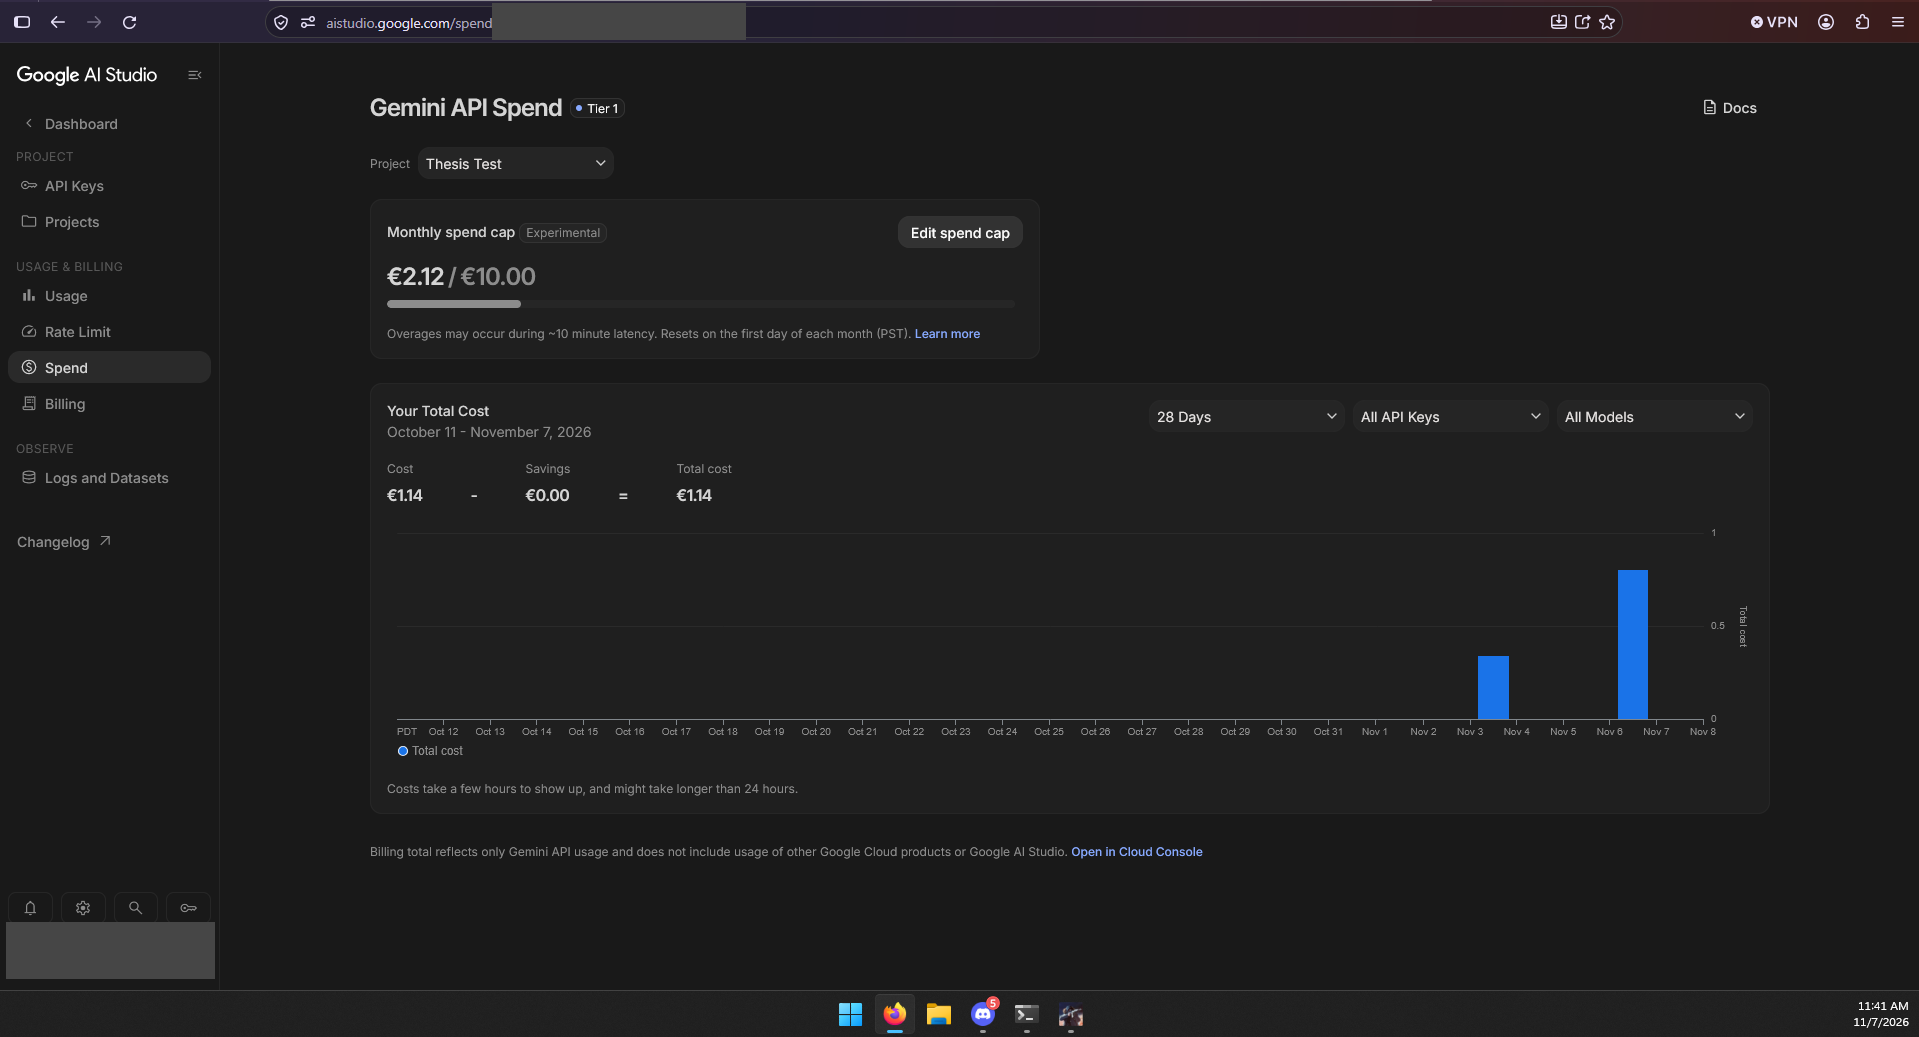 aistudio.google.com/spend
VPN
Google AI Studio
Dashboard
PROJECT
API Keys
Projects
USAGE & BILLING
Usage
Rate Limit
Spend
Billing
OBSERVE
Logs and Datasets
Changelog
Gemini API Spend
Tier 1
Docs
Project
Thesis Test
Monthly spend cap Experimental
Edit spend cap
€2.12 / €10.00
Overages may occur during ~10 minute latency. Resets on the first day of each month (PST). Learn more
Your Total Cost
October 11 - November 7, 2026
28 Days
All API Keys
All Models
Cost
Savings
Total cost
€1.14 - €0.00 = €1.14
1
0.5
0
Total cost
PDT Oct 12 Oct 13 Oct 14 Oct 15 Oct 16 Oct 17 Oct 18 Oct 19 Oct 20 Oct 21 Oct 22 Oct 23 Oct 24 Oct 25 Oct 26 Oct 27 Oct 28 Oct 29 Oct 30 Oct 31 Nov 1 Nov 2 Nov 3 Nov 4 Nov 5 Nov 6 Nov 7 Nov 8
Total cost
Costs take a few hours to show up, and might take longer than 24 hours.
Billing total reflects only Gemini API usage and does not include usage of other Google Cloud products or Google AI Studio. Open in Cloud Console
5
11:41 AM
11/7/2026